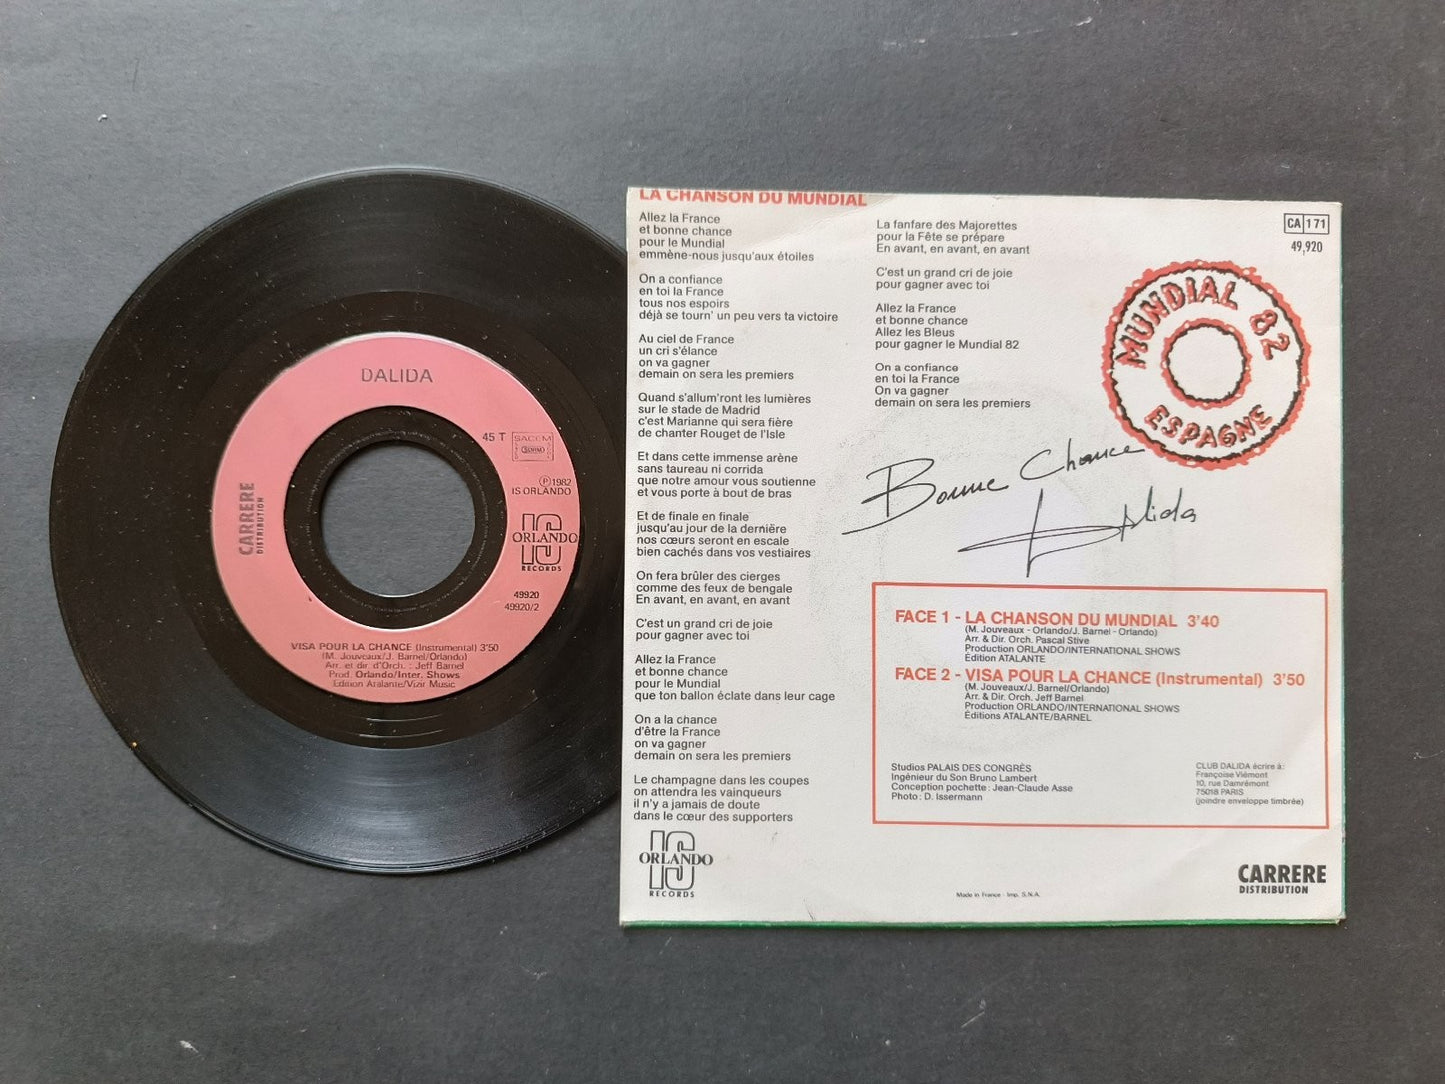 DALIDA
45 T
SACEM
SDRM
Ⓟ 1982
IS ORLANDO
CARRERE
DISTRIBUTION
IS
ORLANDO
RECORDS
49920
49920/2
VISA POUR LA CHANCE (Instrumental) 3'50
(M. Jouveaux/J. Barnel/Orlando)
Arr. et dir. d'Orch. : Jeff Barnel
Prod. Orlando/Inter. Shows
Edition Atalante/Vizir Music
LA CHANSON DU MUNDIAL
Allez la France
et bonne chance
pour le Mundial
emmène-nous jusqu'aux étoiles
On a confiance
en toi la France
tous nos espoirs
déjà se tourn' un peu vers ta victoire
Au ciel de France
un cri s'élance
on va gagner
demain on sera les premiers
Quand s'allum'ront les lumières
sur le stade de Madrid
c'est Marianne qui sera fière
de chanter Rouget de l'Isle
Et dans cette immense arène
sans taureau ni corrida
que notre amour vous soutienne
et vous porte à bout de bras
Et de finale en finale
jusqu'au jour de la dernière
nos cœurs seront en escale
bien cachés dans vos vestiaires
On fera brûler des cierges
comme des feux de bengale
En avant, en avant, en avant
C'est un grand cri de joie
pour gagner avec toi
Allez la France
et bonne chance
pour le Mundial
que ton ballon éclate dans leur cage
On a la chance
d'être la France
on va gagner
demain on sera les premiers
Le champagne dans les coupes
on attendra les vainqueurs
il n'y a jamais de doute
dans le cœur des supporters
La fanfare des Majorettes
pour la Fête se prépare
En avant, en avant, en avant
C'est un grand cri de joie
pour gagner avec toi
Allez la France
et bonne chance
Allez les Bleus
pour gagner le Mundial 82
On a confiance
en toi la France
On va gagner
demain on sera les premiers
CA 171
49,920
MUNDIAL 82
ESPAGNE
Bonne Chance
Dalida
FACE 1 - LA CHANSON DU MUNDIAL 3'40
(M. Jouveaux - Orlando/J. Barnel - Orlando)
Arr. & Dir. Orch. Pascal Stive
Production ORLANDO/INTERNATIONAL SHOWS
Édition ATALANTE
FACE 2 - VISA POUR LA CHANCE (Instrumental) 3'50
(M. Jouveaux/J. Barnel/Orlando)
Arr. & Dir. Orch. Jeff Barnel
Production ORLANDO/INTERNATIONAL SHOWS
Éditions ATALANTE/BARNEL
Studios PALAIS DES CONGRÈS
Ingénieur du Son Bruno Lambert
Conception pochette : Jean-Claude Asse
Photo : D. Issermann
CLUB DALIDA écrire à :
Françoise Viémont
10, rue Damrémont
75018 PARIS
(joindre enveloppe timbrée)
IS
ORLANDO
RECORDS
Made in France - Imp. S.N.A.
CARRERE
DISTRIBUTION